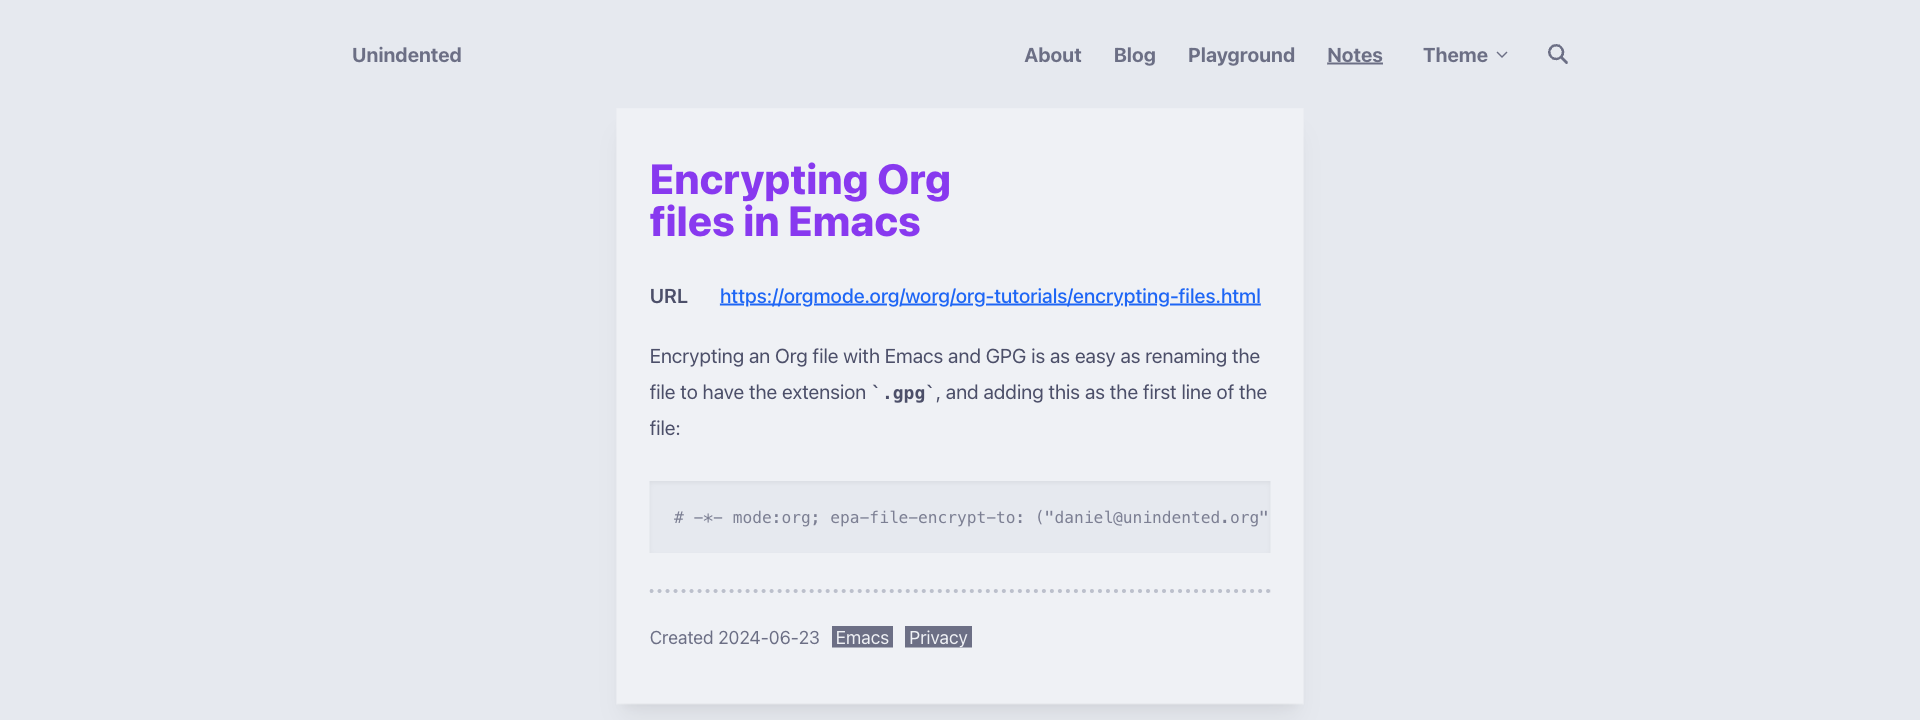 Unindented
About Blog Playground Notes Theme
Encrypting Org
files in Emacs
URL https://orgmode.org/worg/org-tutorials/encrypting-files.html
Encrypting an Org file with Emacs and GPG is as easy as renaming the
file to have the extension `.gpg`, and adding this as the first line of the
file:
# -*- mode:org; epa-file-encrypt-to: ("daniel@unindented.org"
Created 2024-06-23 Emacs Privacy